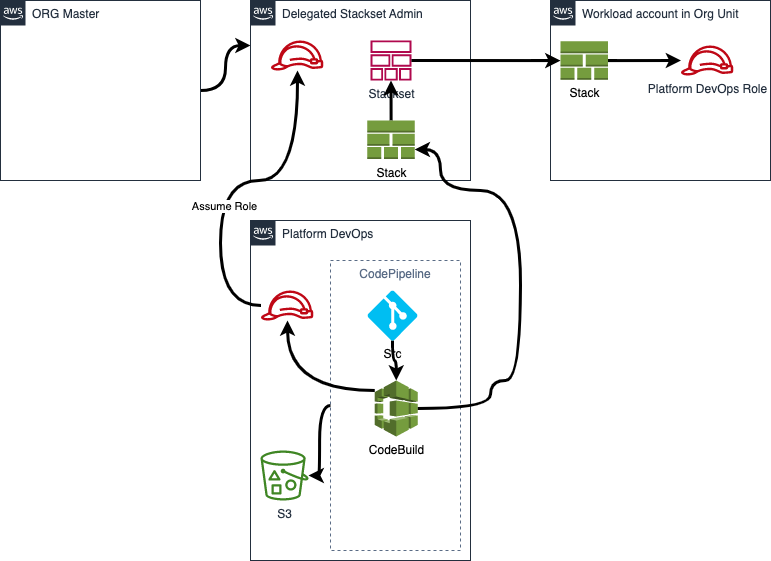 aws
ORG Master
aws
Delegated Stackset Admin
aws
Workload account in Org Unit
Stackset
Stack
Platform DevOps Role
Stack
Assume Role
aws
Platform DevOps
CodePipeline
Src
CodeBuild
S3